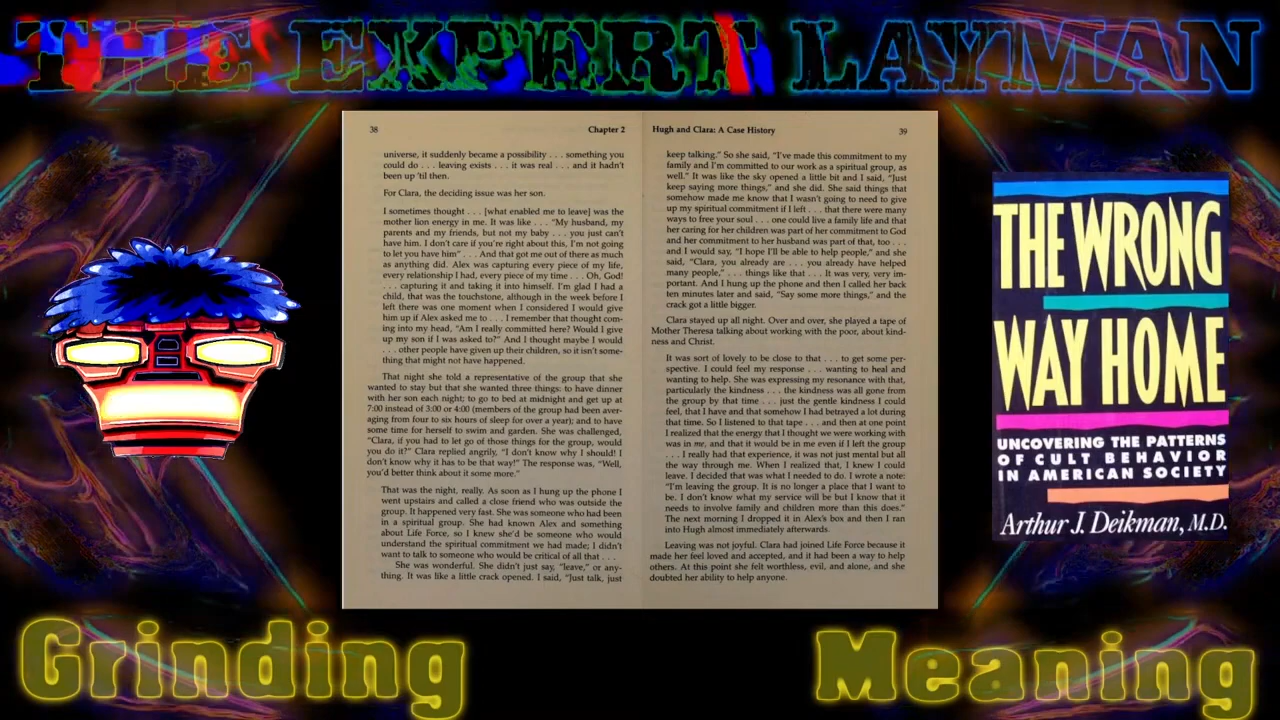 THE EXPERT LAYMAN
38
Chapter 2
universe, it suddenly became a possibility . . . something you
could do . . . leaving exists . . . it was real . . . and it hadn't
been up 'til then.
For Clara, the deciding issue was her son.
I sometimes thought . . . [what enabled me to leave] was the
mother lion energy in me. It was like . . . "My husband, my
parents and my friends, but not my baby . . . you just can't
have him. I don't care if you're right about this, I'm not going
to let you have him" . . . And that got me out of there as much
as anything did. Alex was capturing every piece of my life,
every relationship I had, every piece of my time . . . Oh, God!
. . . capturing it and taking it into himself. I'm glad I had a
child, that was the touchstone, although in the week before I
left there was one moment when I considered I would give
him up if Alex asked me to . . . I remember that thought com-
ing into my head, "Am I really committed here? Would I give
up my son if I was asked to?" And I thought maybe I would
. . . other people have given up their children, so it isn't some-
thing that might not have happened.
That night she told a representative of the group that she
wanted to stay but that she wanted three things: to have dinner
with her son each night; to go to bed at midnight and get up at
7:00 instead of 3:00 or 4:00 (members of the group had been aver-
aging from four to six hours of sleep for over a year); and to have
some time for herself to swim and garden. She was challenged,
"Clara, if you had to let go of those things for the group, would
you do it?" Clara replied angrily, "I don't know why I should! I
don't know why it has to be that way!" The response was, "Well,
you'd better think about it some more."
That was the night, really. As soon as I hung up the phone I
went upstairs and called a close friend who was outside the
group. It happened very fast. She was someone who had been
in a spiritual group. She had known Alex and something
about Life Force, so I knew she'd be someone who would
understand the spiritual commitment we had made; I didn't
want to talk to someone who would be critical of all that . . .
She was wonderful. She didn't just say, "leave," or any-
thing. It was like a little crack opened. I said, "Just talk, just
Hugh and Clara: A Case History
39
keep talking." So she said, "I've made this commitment to my
family and I'm committed to our work as a spiritual group, as
well." It was like the sky opened a little bit and I said, "Just
keep saying more things," and she did. She said things that
somehow made me know that I wasn't going to need to give
up my spiritual commitment if I left . . . that there were many
ways to free your soul . . . one could live a family life and that
her caring for her children was part of her commitment to God
and her commitment to her husband was part of that, too . . .
and I would say, "I hope I'll be able to help people," and she
said, "Clara, you already are . . . you already have helped
many people," . . . things like that . . . It was very, very im-
portant. And I hung up the phone and then I called her back
ten minutes later and said, "Say some more things," and the
crack got a little bigger.
Clara stayed up all night. Over and over, she played a tape of
Mother Theresa talking about working with the poor, about kind-
ness and Christ.
It was sort of lovely to be close to that . . . to get some per-
spective. I could feel my response . . . wanting to heal and
wanting to help. She was expressing my resonance with that,
particularly the kindness . . . the kindness was all gone from
the group by that time . . . just the gentle kindness I could
feel, that I have and that somehow I had betrayed a lot during
that time. So I listened to that tape . . . and then at one point
I realized that the energy that I thought we were working with
was in me, and that it would be in me even if I left the group
. . . I really had that experience, it was not just mental but all
the way through me. When I realized that, I knew I could
leave. I decided that was what I needed to do. I wrote a note:
"I'm leaving the group. It is no longer a place that I want to
be. I don't know what my service will be but I know that it
needs to involve family and children more than this does."
The next morning I dropped it in Alex's box and then I ran
into Hugh almost immediately afterwards.
Leaving was not joyful. Clara had joined Life Force because it
made her feel loved and accepted, and it had been a way to help
others. At this point she felt worthless, evil, and alone, and she
doubted her ability to help anyone.
THE WRONG
WAY HOME
UNCOVERING THE PATTERNS
OF CULT BEHAVIOR
IN AMERICAN SOCIETY
Arthur J. Deikman, M.D.
Grinding
Meaning